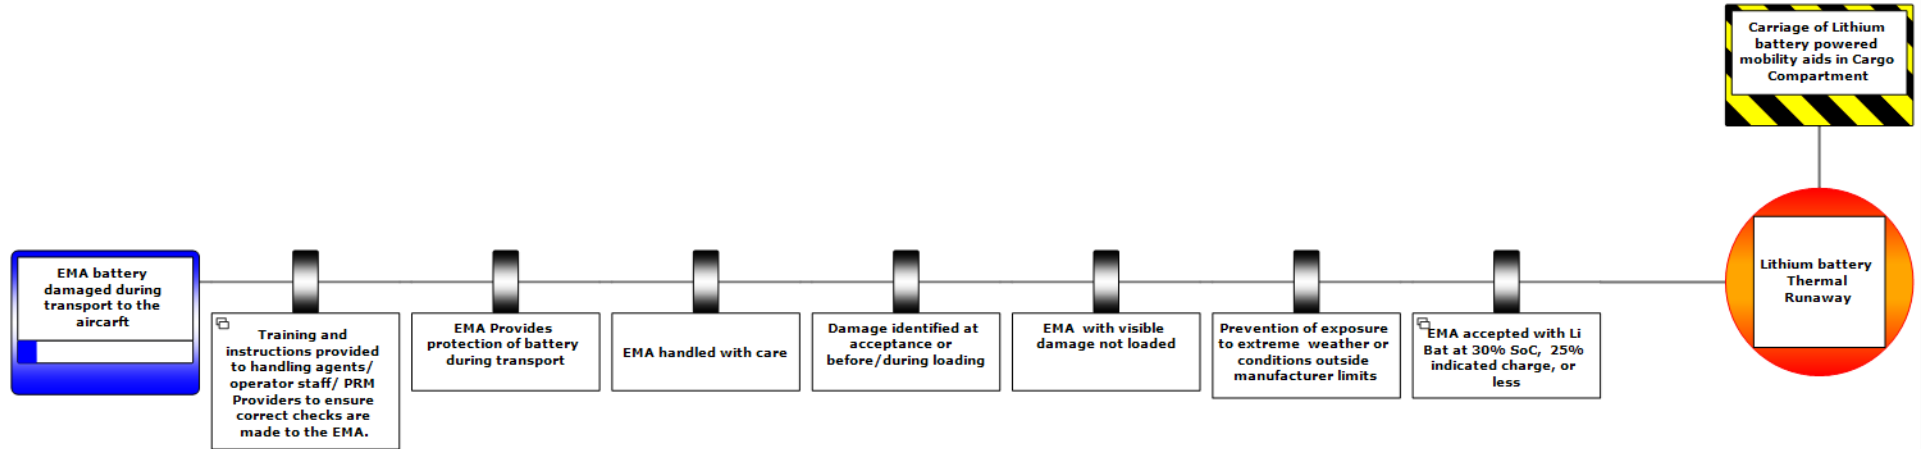 Carriage of Lithium
battery powered
mobility aids in Cargo
Compartment
EMA battery
damaged during
transport to the
aircarft
Training and
instructions provided
to handling agents/
operator staff/ PRM
Providers to ensure
correct checks are
made to the EMA.
EMA Provides
protection of battery
during transport
EMA handled with care
Damage identified at
acceptance or
before/during loading
EMA with visible
damage not loaded
Prevention of exposure
to extreme weather or
conditions outside
manufacturer limits
EMA accepted with Li
Bat at 30% SoC, 25%
indicated charge, or
less
Lithium battery
Thermal
Runaway